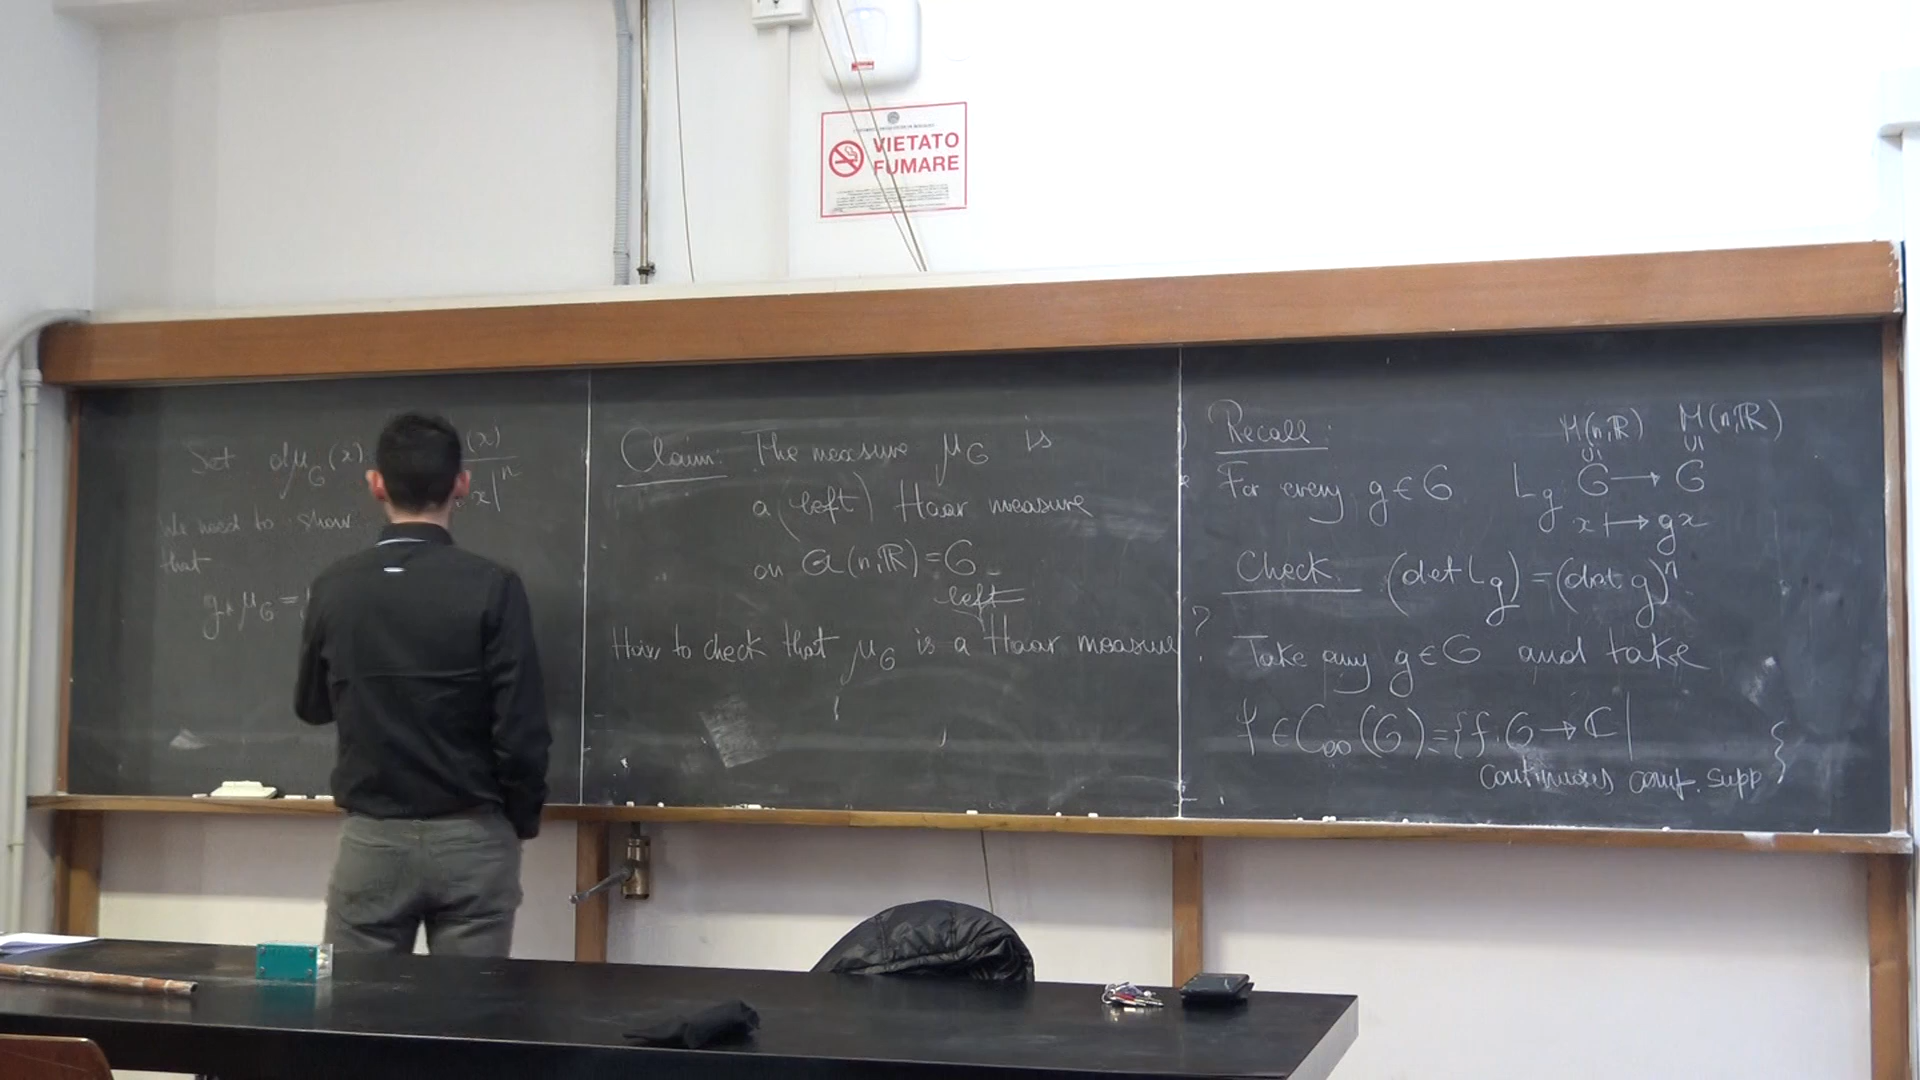 VIETATO
FUMARE
Set dμ_G(x) (x)
x|^n
We need to show
that
g_* μ_G =
Claim: The measure μ_G is
a (left) Haar measure
on Gl(n,ℝ) = G
left
How to check that μ_G is a Haar measure ?
Recall:
M(n,ℝ) M(n,ℝ)
∪| ∪|
For every g ∈ G L_g G → G
x ↦ gx
Check (det L_g) = (det g)^n
Take any g ∈ G and take
φ ∈ C_00(G) = {f: G → ℂ |
continuous comp. supp }